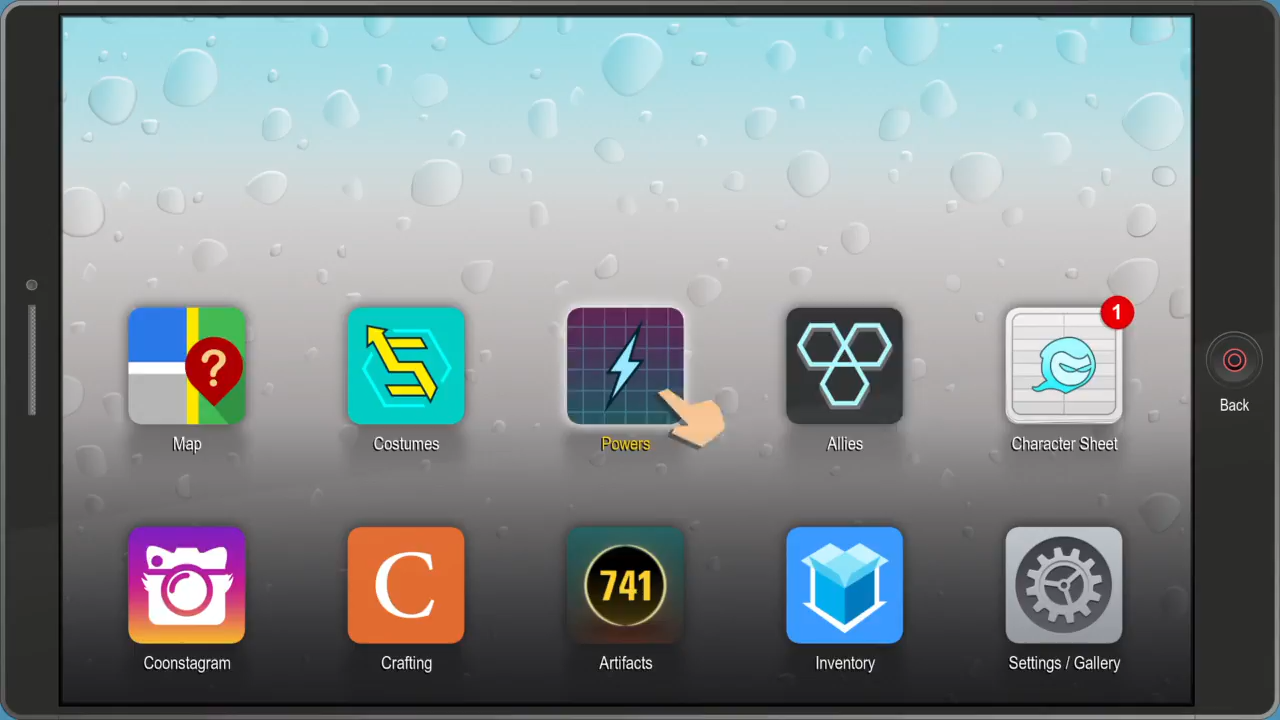 1
?
Map
Costumes
Powers
Allies
Character Sheet
Back
C
741
Coonstagram
Crafting
Artifacts
Inventory
Settings / Gallery